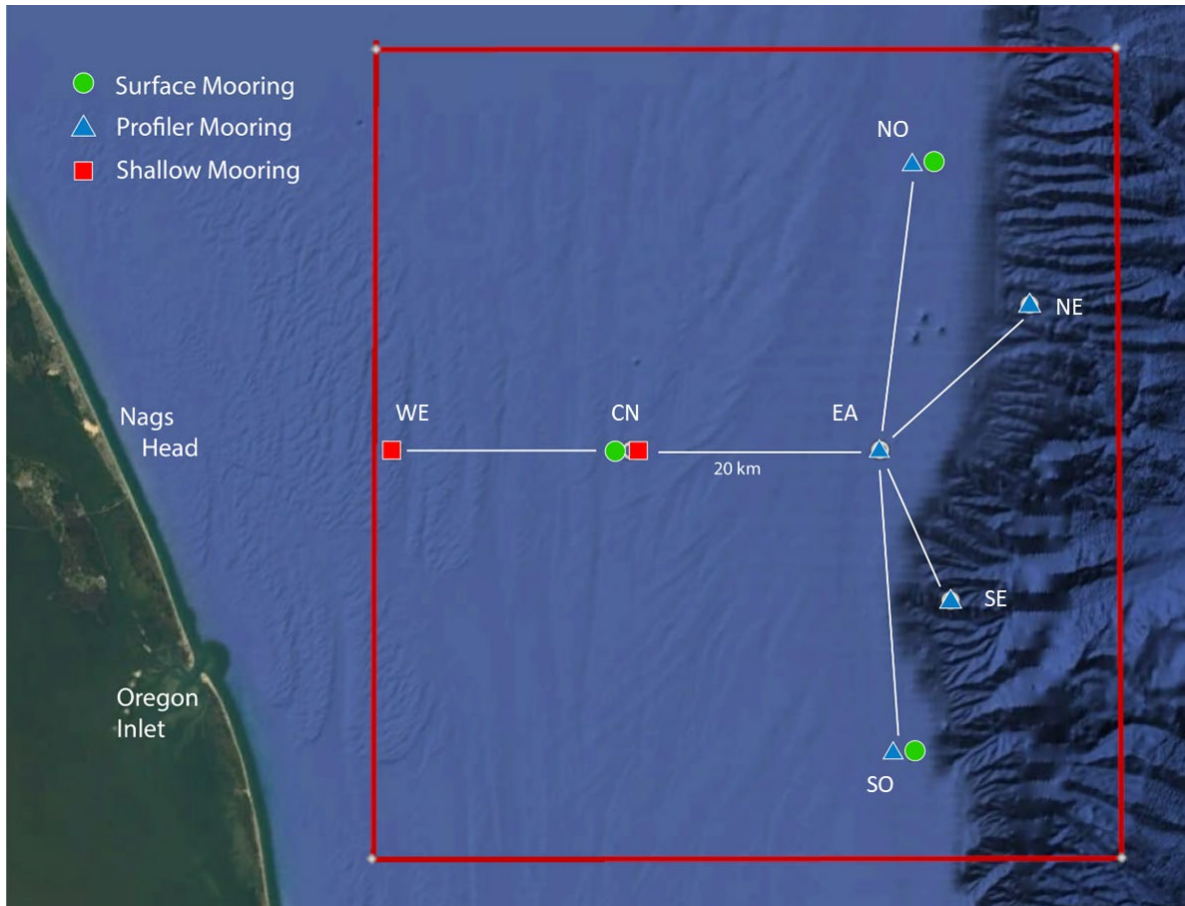 Surface Mooring
Profiler Mooring
Shallow Mooring
NO
NE
WE
CN
EA
Nags
Head
20 km
SE
Oregon
Inlet
SO